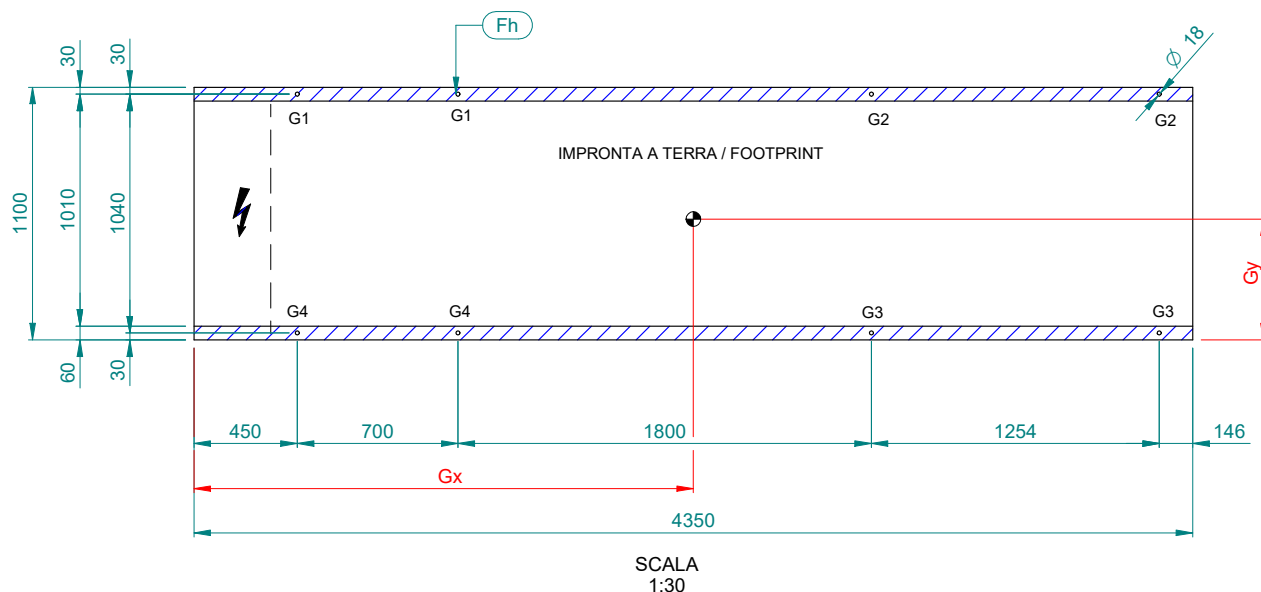 Fh
30
30
⌀ 18
G1
G1
G2
G2
IMPRONTA A TERRA / FOOTPRINT
1100
1010
1040
Gy
G4
G4
G3
G3
60
30
450
700
1800
1254
146
Gx
4350
SCALA
1:30